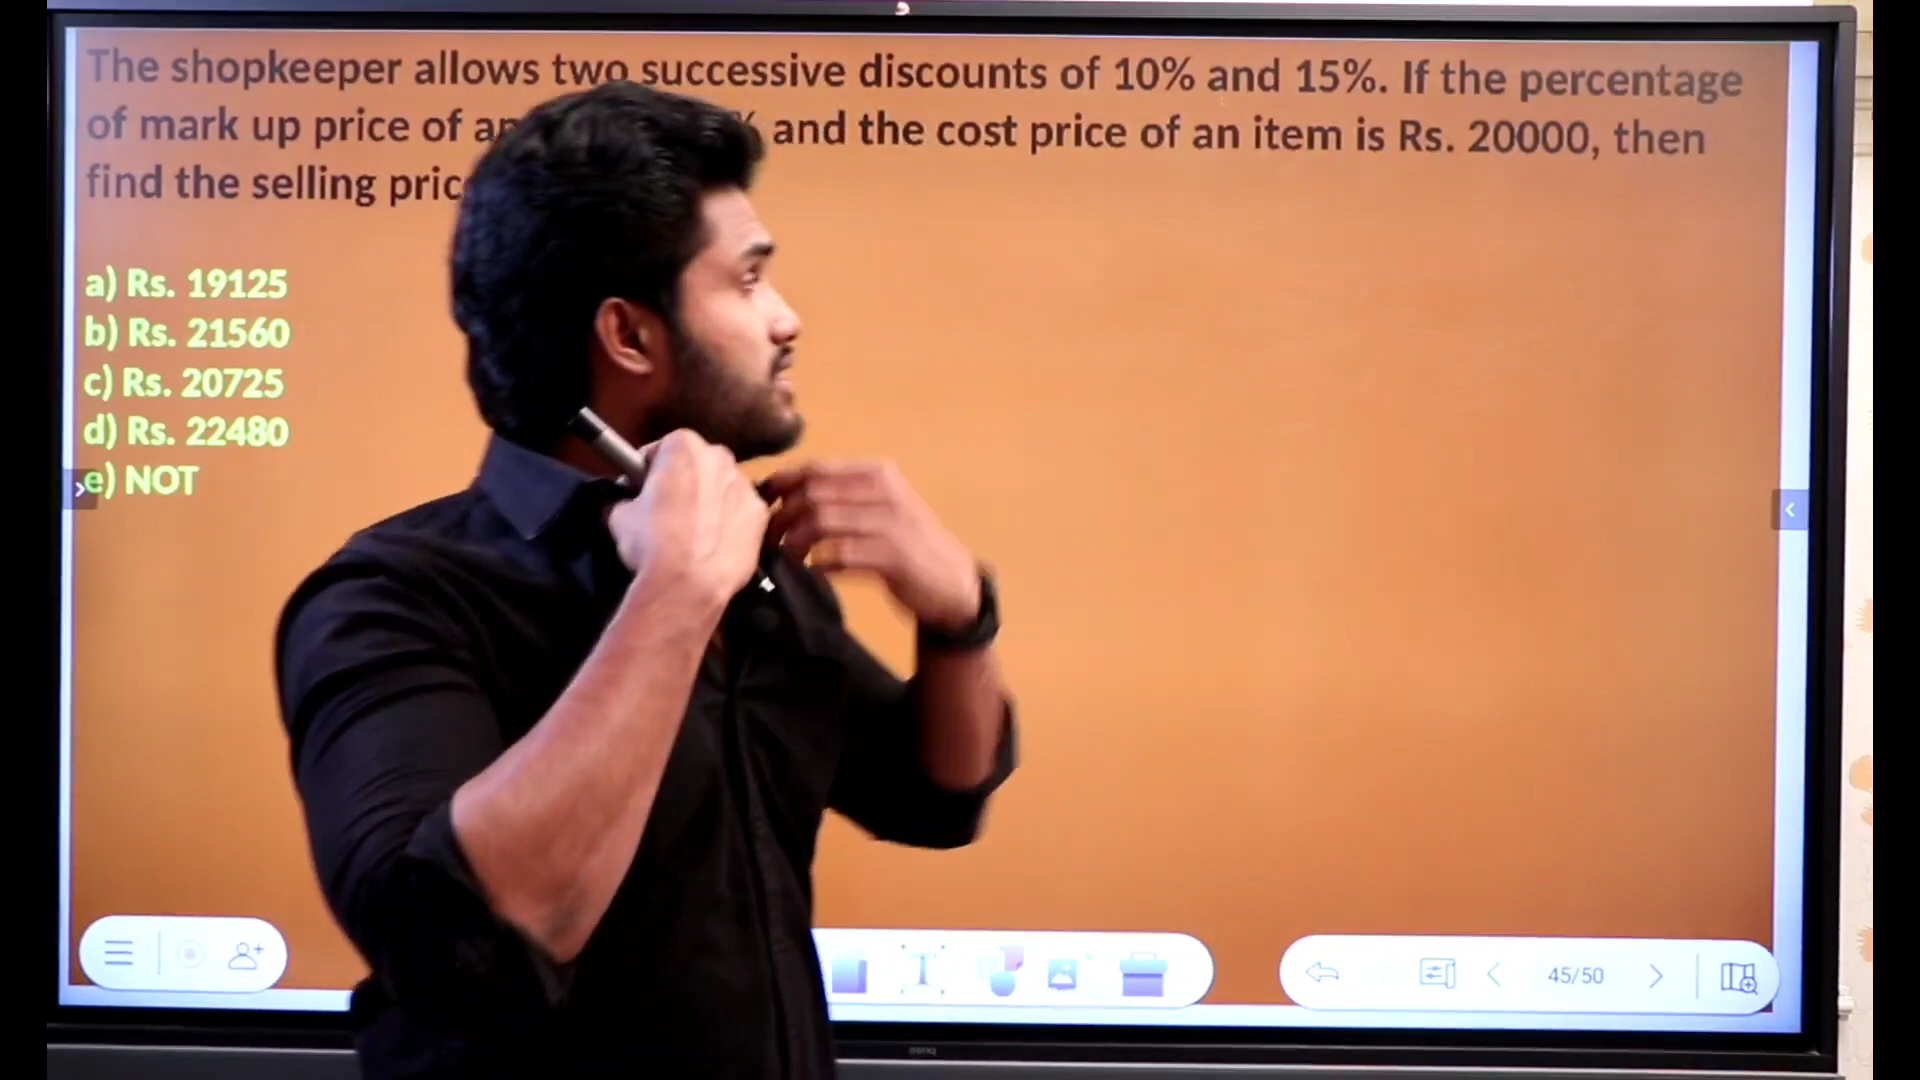 The shopkeeper allows two successive discounts of 10% and 15%. If the percentage
of mark up price of an % and the cost price of an item is Rs. 20000, then
find the selling
a) Rs. 19125
b) Rs. 21560
c) Rs. 20725
d) Rs. 22480
e) NOT
45/50
BenQ